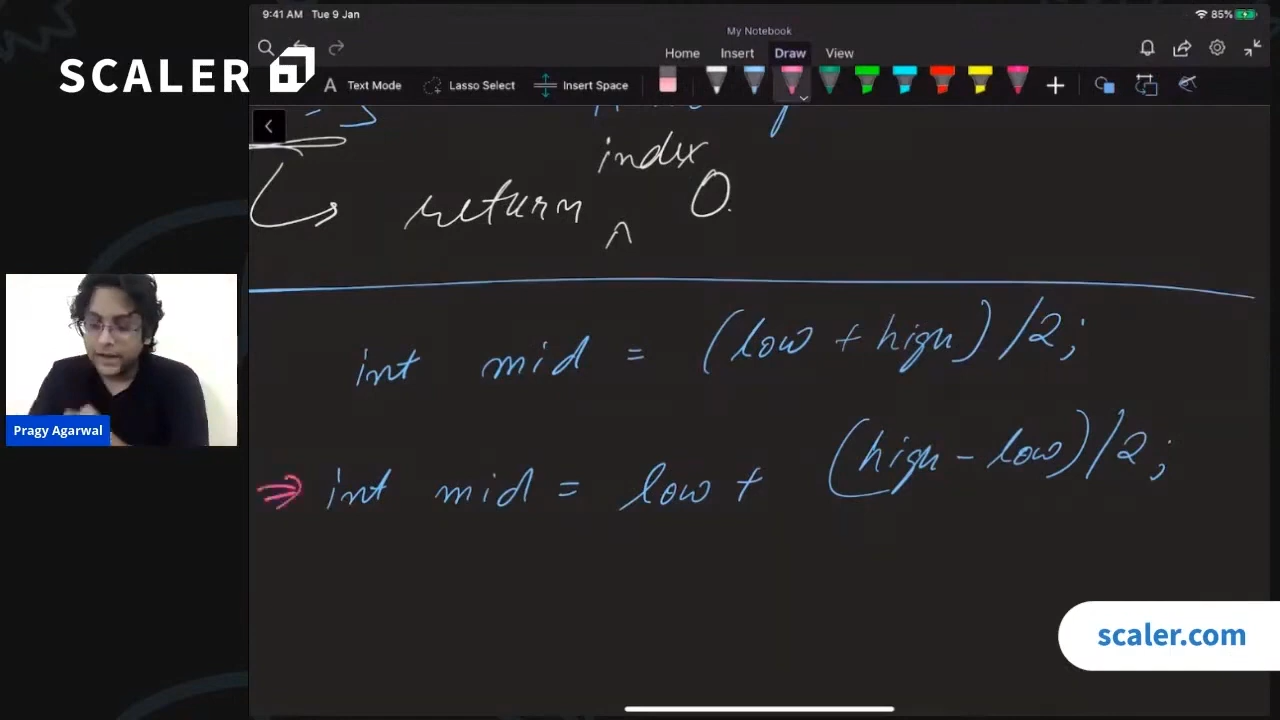 9:41 AM Tue 9 Jan
85%
My Notebook
Home Insert Draw View
SCALER
Text Mode Lasso Select Insert Space
index
return ^ 0.
int mid = (low + high) / 2;
int mid = low + (high - low) / 2;
Pragy Agarwal
scaler.com